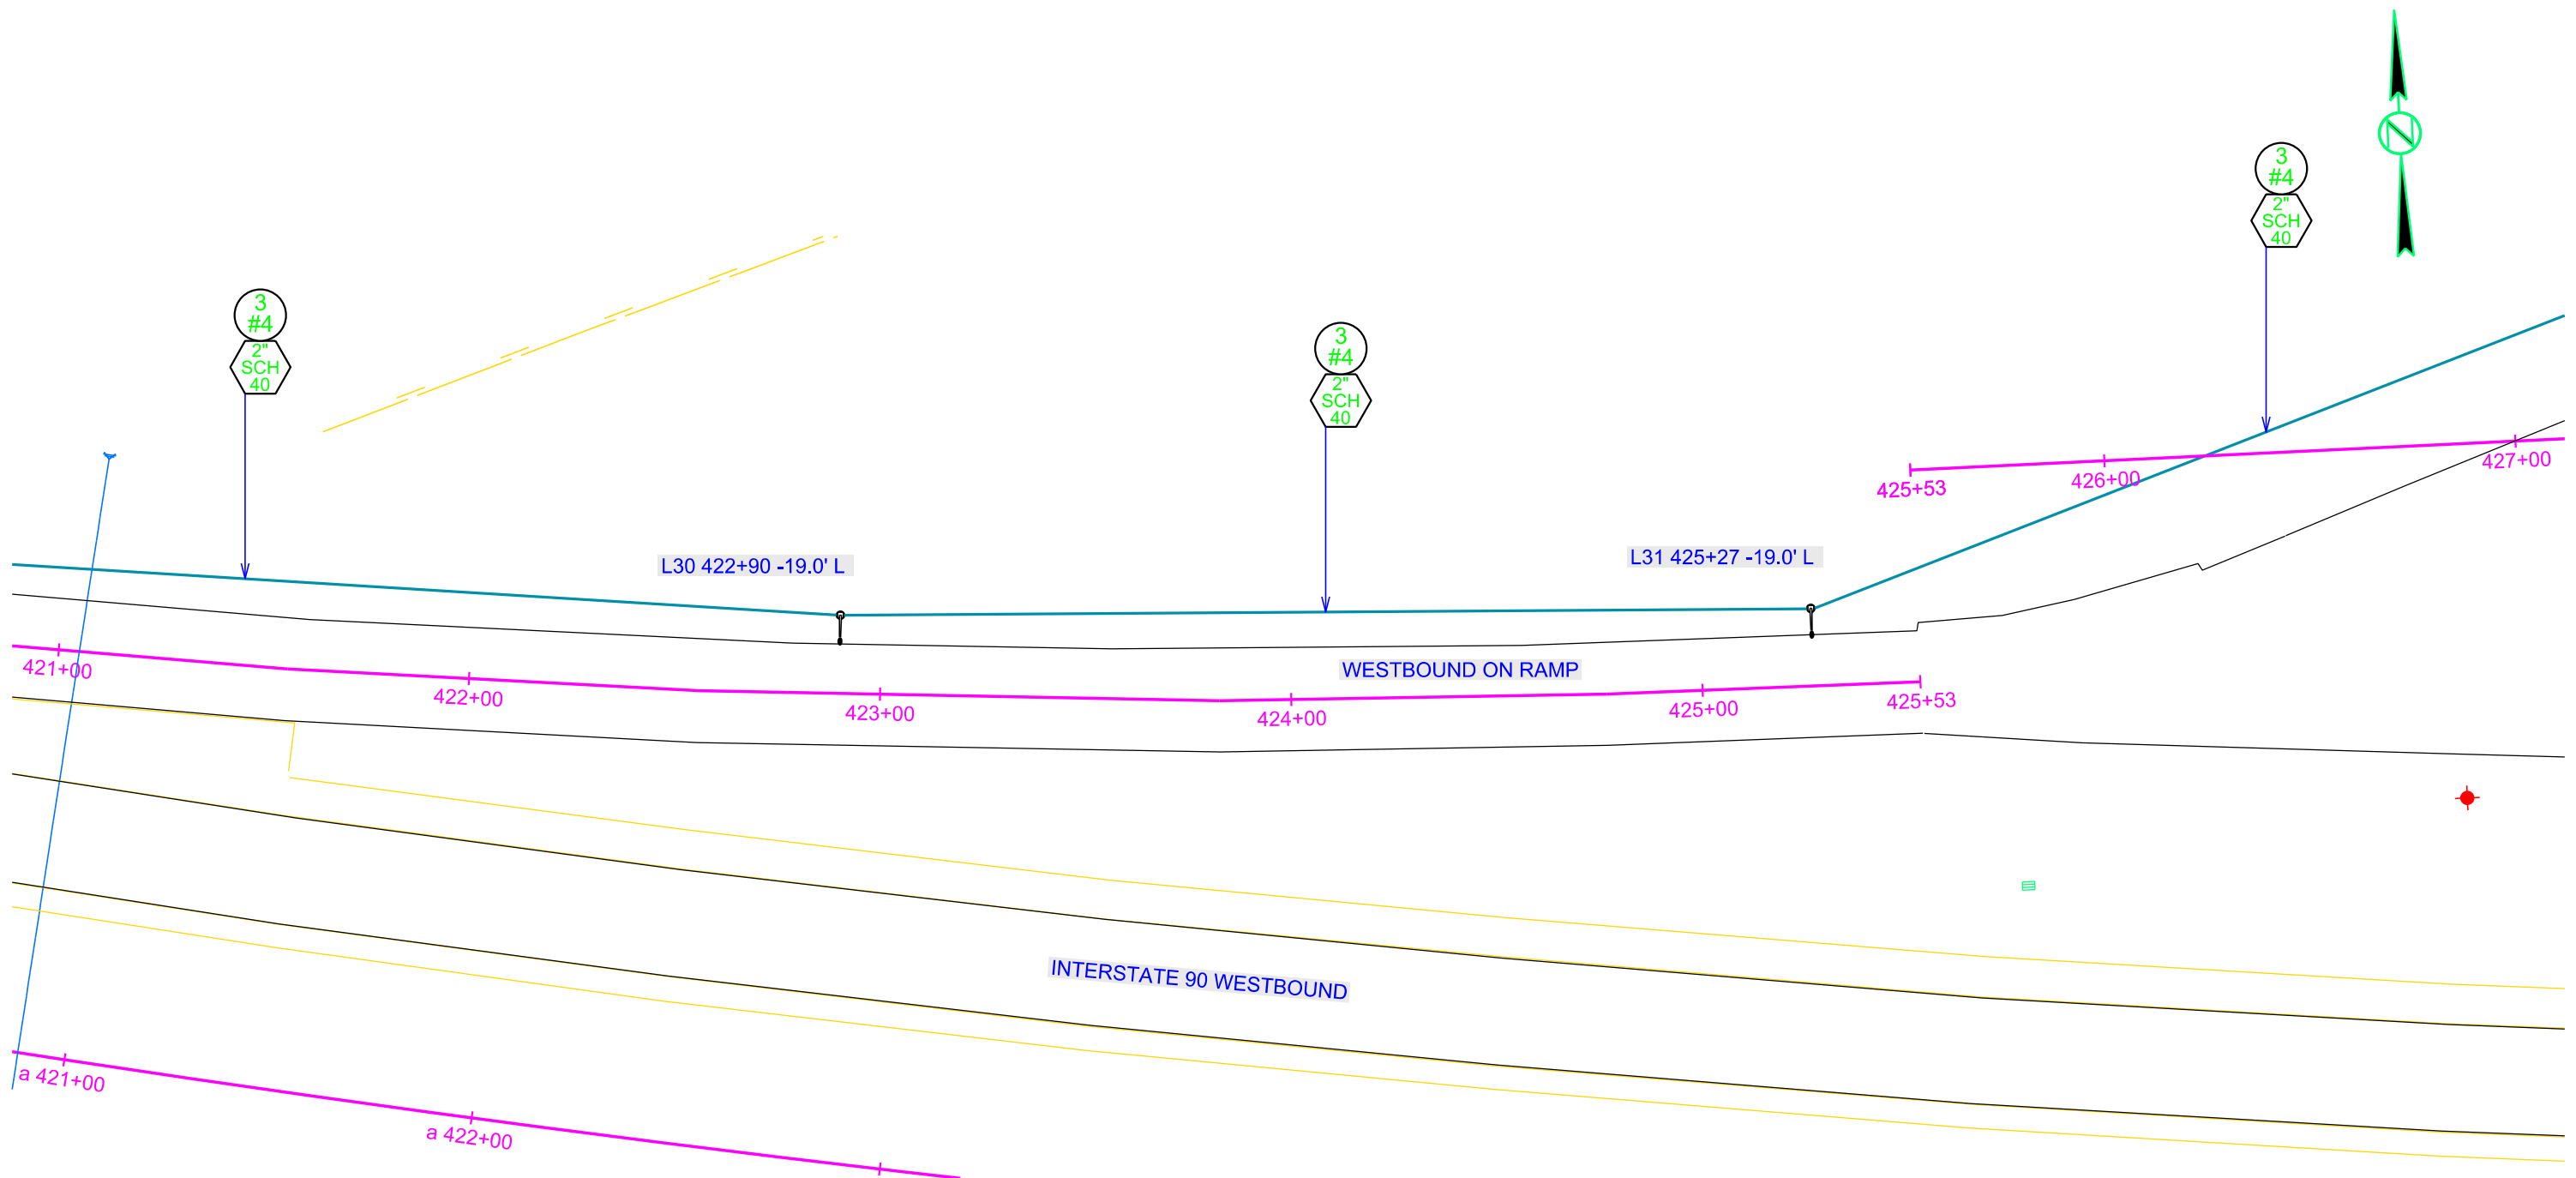 3
#4
2"
SCH
40
3
#4
2"
SCH
40
3
#4
2"
SCH
40
L30 422+90 -19.0' L
L31 425+27 -19.0' L
425+53
426+00
427+00
421+00
422+00
423+00
424+00
425+00
425+53
WESTBOUND ON RAMP
INTERSTATE 90 WESTBOUND
a 421+00
a 422+00